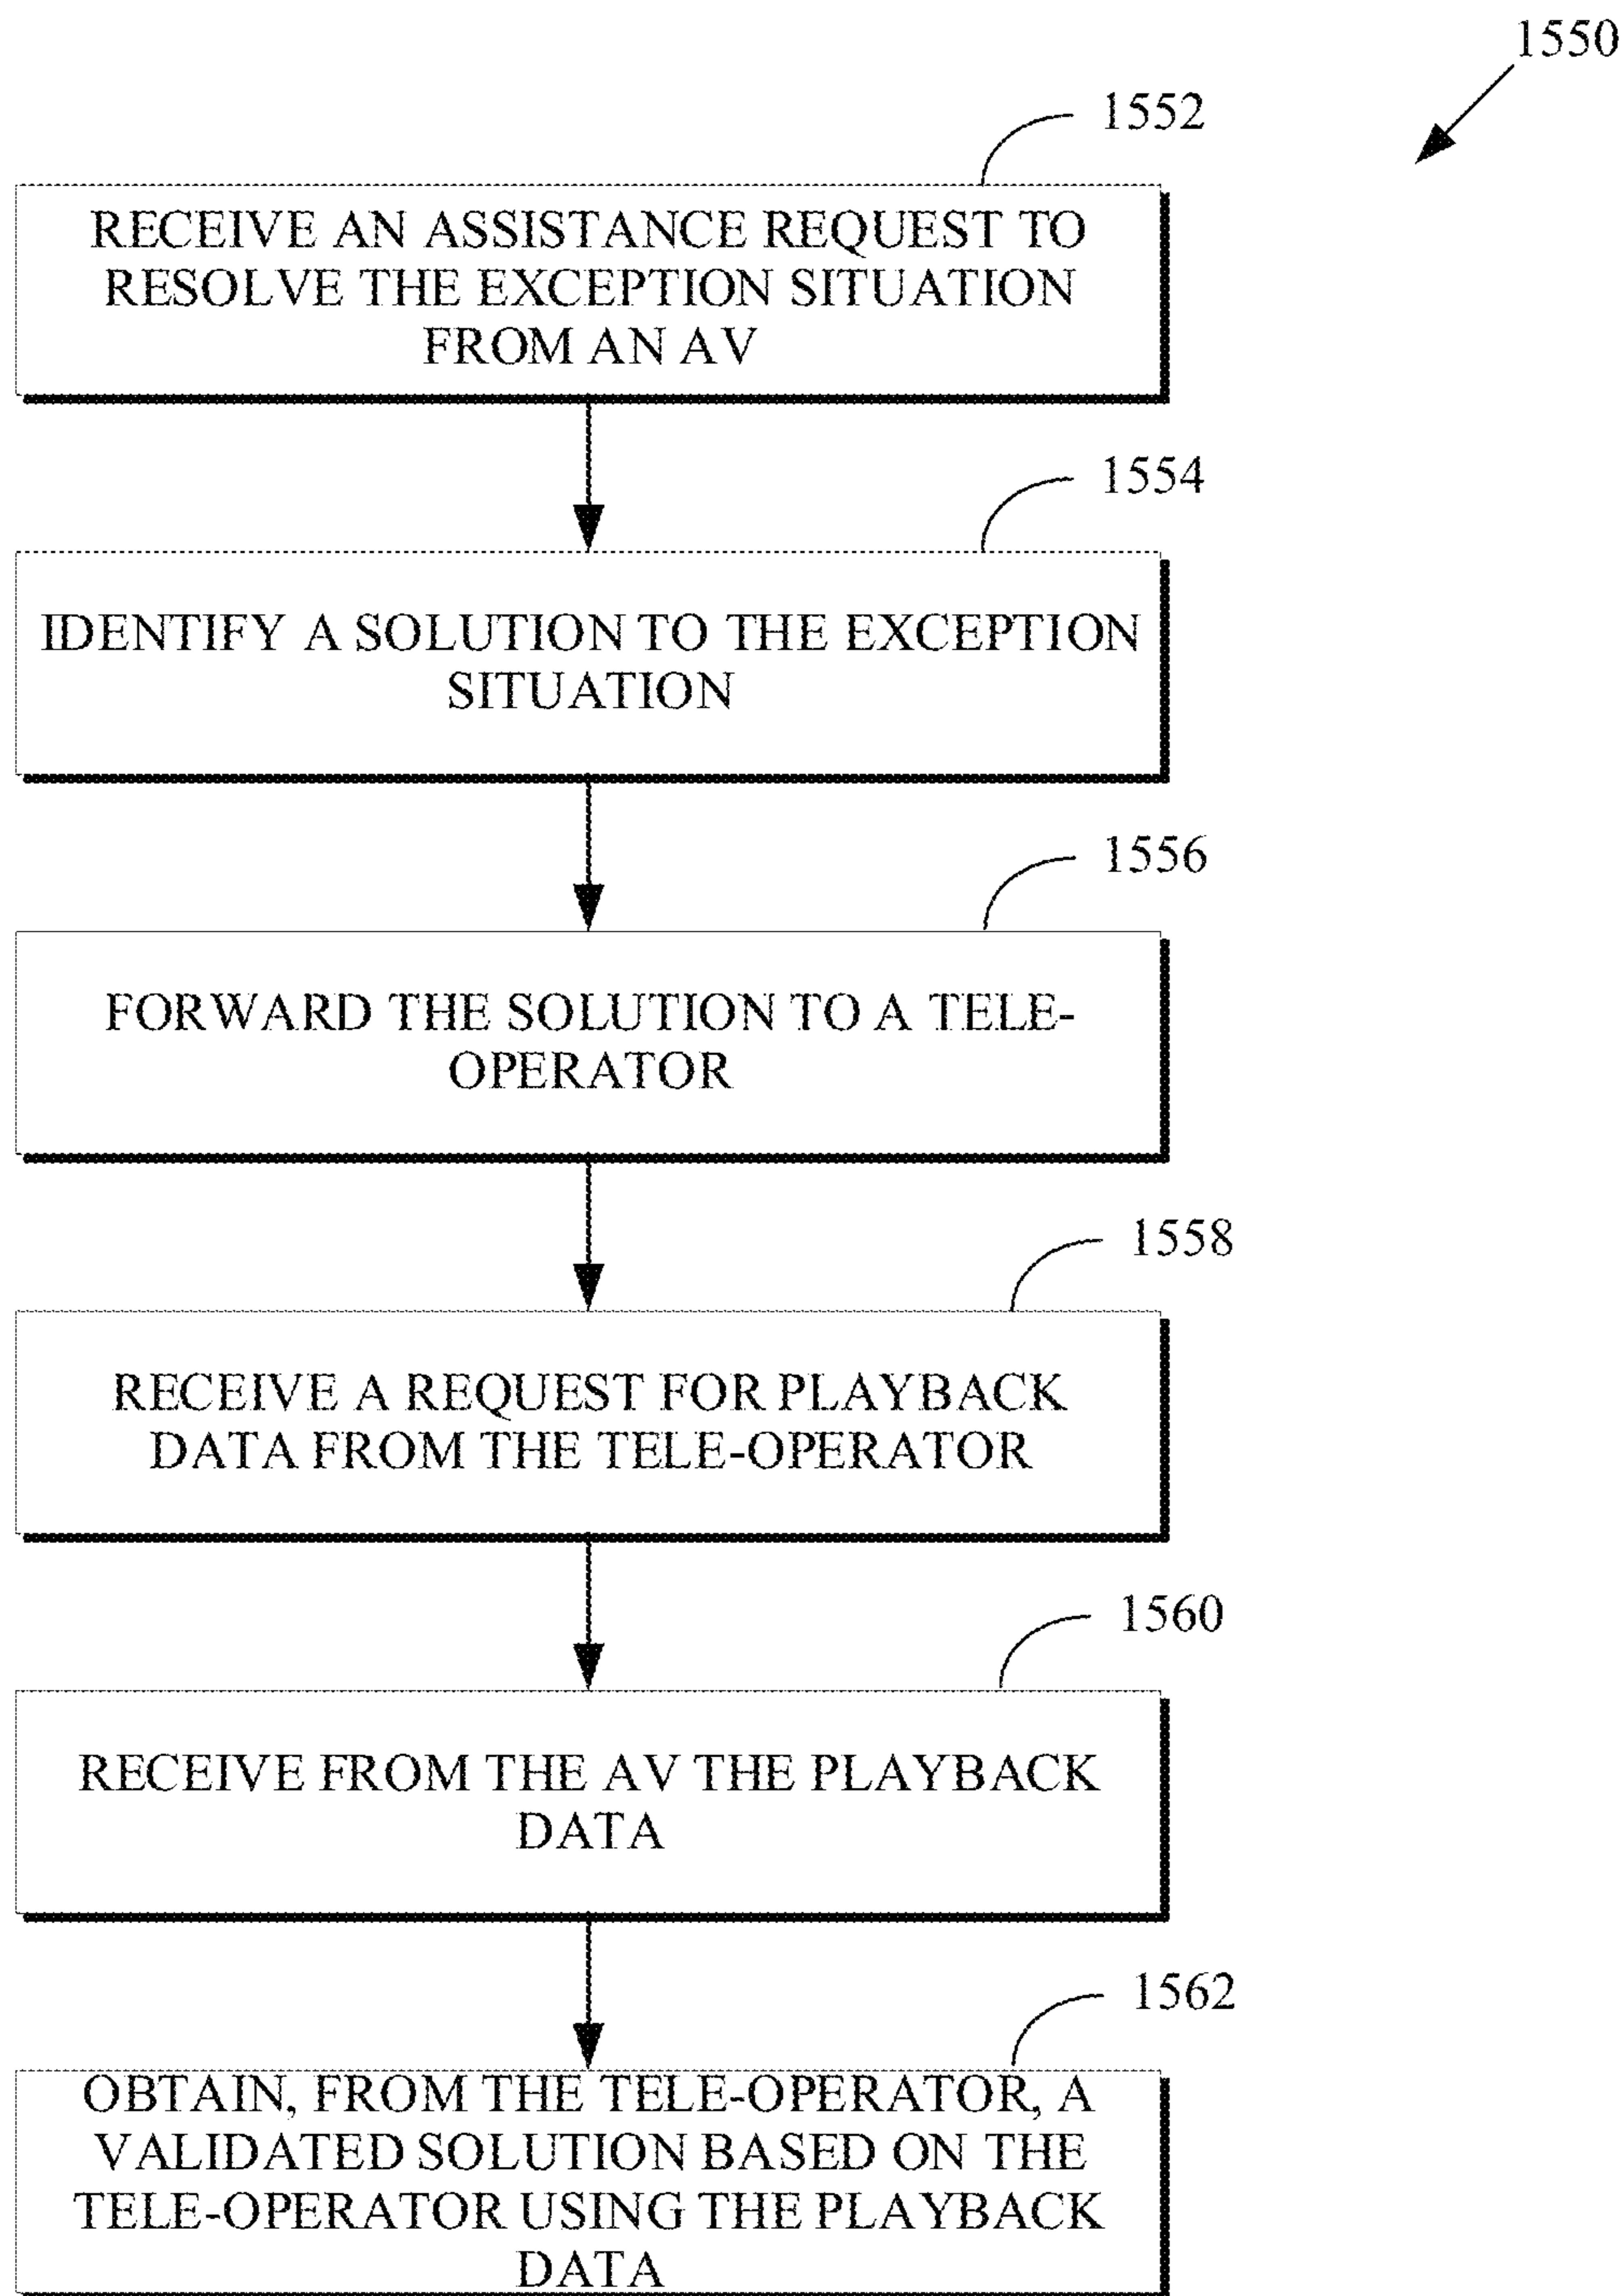 1550
1552
RECEIVE AN ASSISTANCE REQUEST TO
RESOLVE THE EXCEPTION SITUATION
FROM AN AV
1554
IDENTIFY A SOLUTION TO THE EXCEPTION
SITUATION
1556
FORWARD THE SOLUTION TO A TELE-
OPERATOR
1558
RECEIVE A REQUEST FOR PLAYBACK
DATA FROM THE TELE-OPERATOR
1560
RECEIVE FROM THE AV THE PLAYBACK
DATA
1562
OBTAIN, FROM THE TELE-OPERATOR, A
VALIDATED SOLUTION BASED ON THE
TELE-OPERATOR USING THE PLAYBACK
DATA